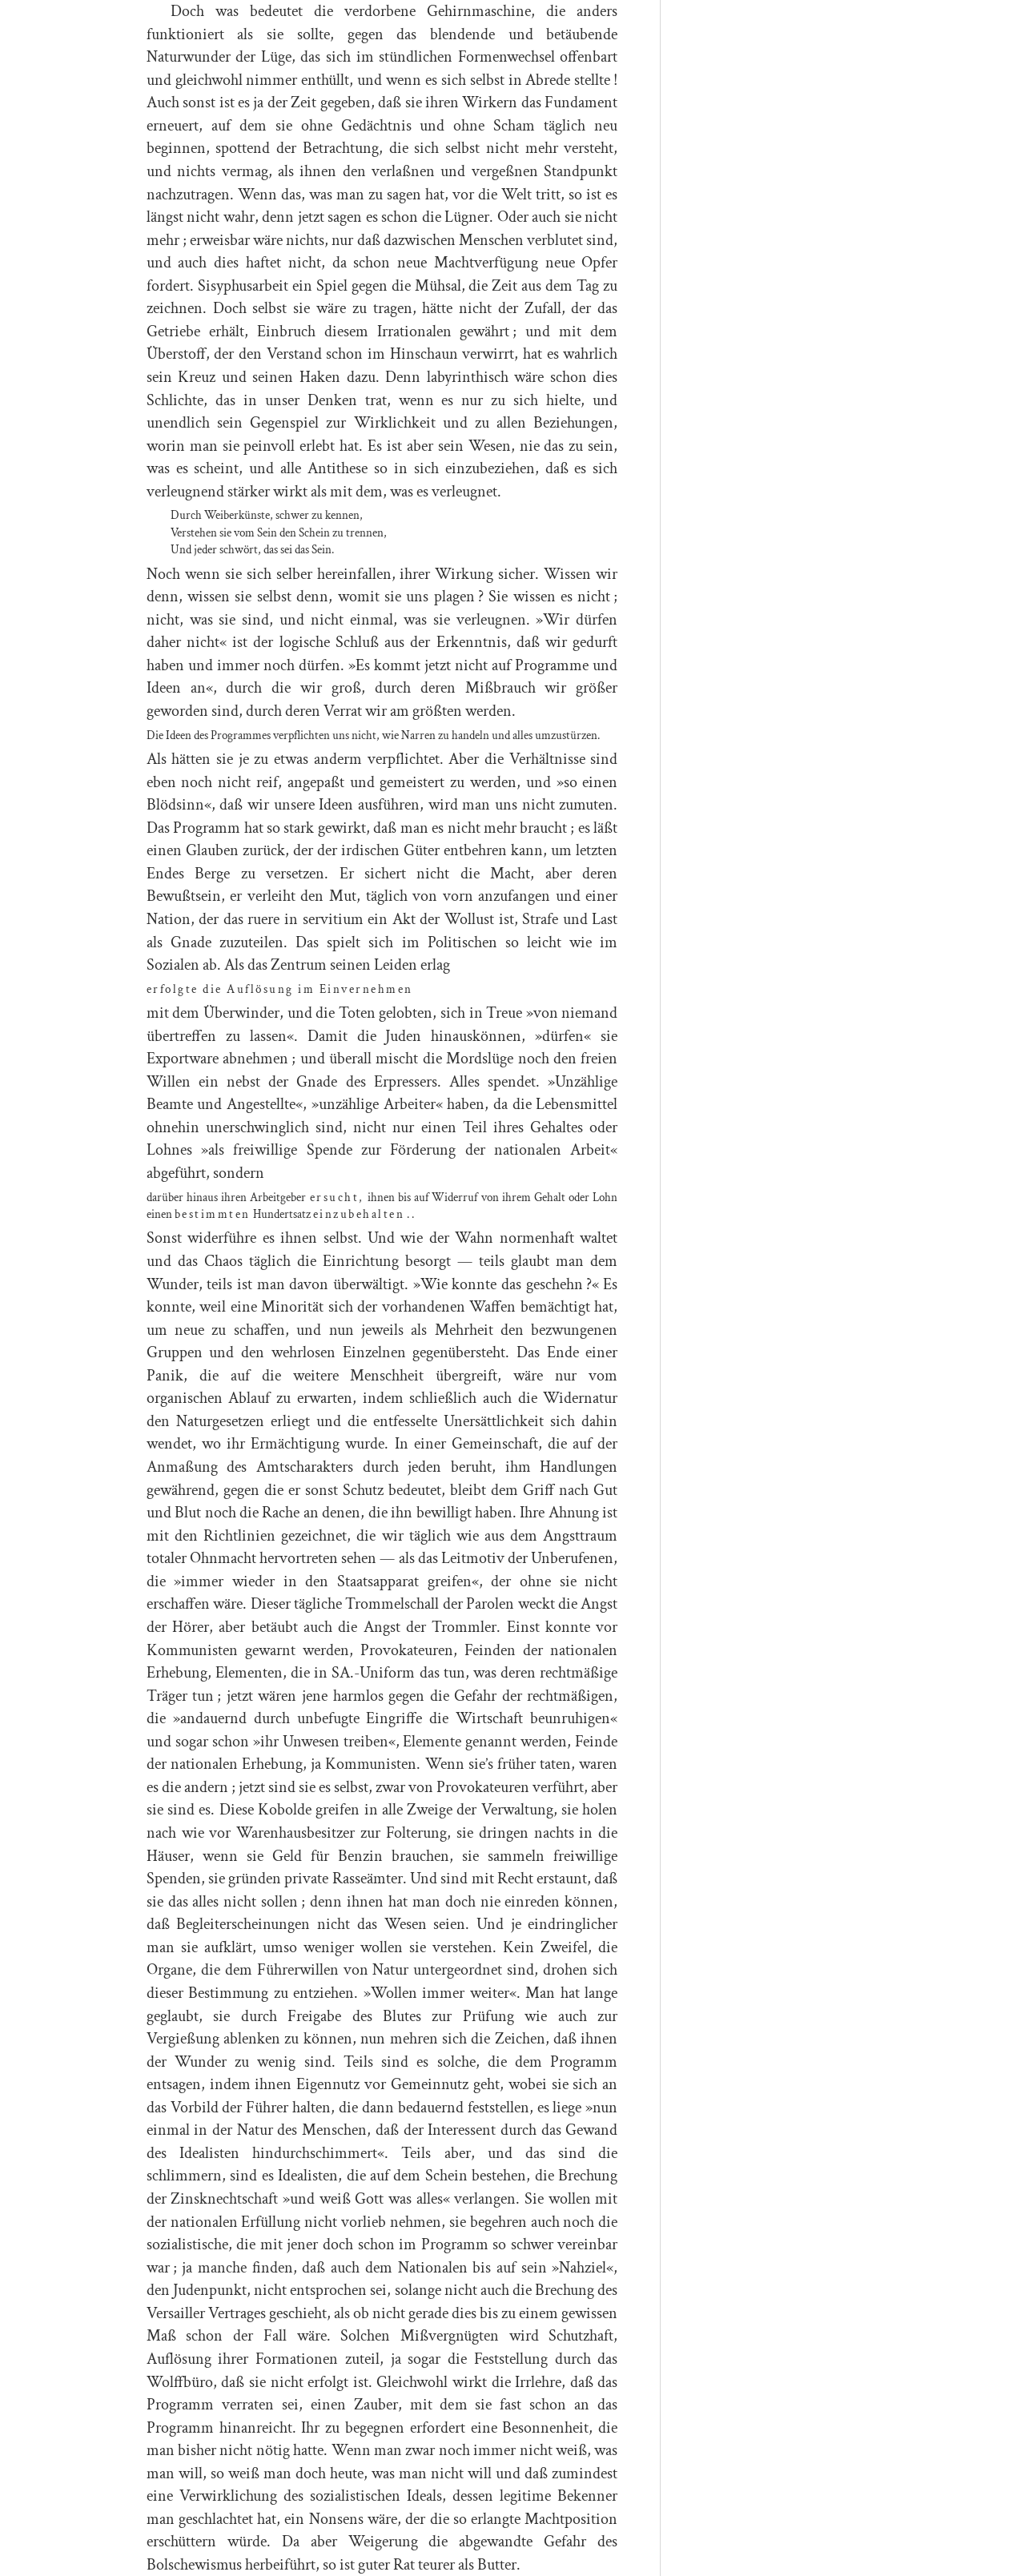 Doch was bedeutet die verdorbene Gehirnmaschine, die anders
funktioniert als sie sollte, gegen das blendende und betäubende
Naturwunder der Lüge, das sich im stündlichen Formenwechsel offenbart
und gleichwohl nimmer enthüllt, und wenn es sich selbst in Abrede stellte !
Auch sonst ist es ja der Zeit gegeben, daß sie ihren Wirkern das Fundament
erneuert, auf dem sie ohne Gedächtnis und ohne Scham täglich neu
beginnen, spottend der Betrachtung, die sich selbst nicht mehr versteht,
und nichts vermag, als ihnen den verlaßnen und vergeßnen Standpunkt
nachzutragen. Wenn das, was man zu sagen hat, vor die Welt tritt, so ist es
längst nicht wahr, denn jetzt sagen es schon die Lügner. Oder auch sie nicht
mehr ; erweisbar wäre nichts, nur daß dazwischen Menschen verblutet sind,
und auch dies haftet nicht, da schon neue Machtverfügung neue Opfer
fordert. Sisyphusarbeit ein Spiel gegen die Mühsal, die Zeit aus dem Tag zu
zeichnen. Doch selbst sie wäre zu tragen, hätte nicht der Zufall, der das
Getriebe erhält, Einbruch diesem Irrationalen gewährt ; und mit dem
Überstoff, der den Verstand schon im Hinschaun verwirrt, hat es wahrlich
sein Kreuz und seinen Haken dazu. Denn labyrinthisch wäre schon dies
Schlichte, das in unser Denken trat, wenn es nur zu sich hielte, und
unendlich sein Gegenspiel zur Wirklichkeit und zu allen Beziehungen,
worin man sie peinvoll erlebt hat. Es ist aber sein Wesen, nie das zu sein,
was es scheint, und alle Antithese so in sich einzubeziehen, daß es sich
verleugnend stärker wirkt als mit dem, was es verleugnet.
Durch Weiberkünste, schwer zu kennen,
Verstehen sie vom Sein den Schein zu trennen,
Und jeder schwört, das sei das Sein.
Noch wenn sie sich selber hereinfallen, ihrer Wirkung sicher. Wissen wir
denn, wissen sie selbst denn, womit sie uns plagen ? Sie wissen es nicht ;
nicht, was sie sind, und nicht einmal, was sie verleugnen. »Wir dürfen
daher nicht« ist der logische Schluß aus der Erkenntnis, daß wir gedurft
haben und immer noch dürfen. »Es kommt jetzt nicht auf Programme und
Ideen an«, durch die wir groß, durch deren Mißbrauch wir größer
geworden sind, durch deren Verrat wir am größten werden.
Die Ideen des Programmes verpflichten uns nicht, wie Narren zu handeln und alles umzustürzen.
Als hätten sie je zu etwas anderm verpflichtet. Aber die Verhältnisse sind
eben noch nicht reif, angepaßt und gemeistert zu werden, und »so einen
Blödsinn«, daß wir unsere Ideen ausführen, wird man uns nicht zumuten.
Das Programm hat so stark gewirkt, daß man es nicht mehr braucht ; es läßt
einen Glauben zurück, der der irdischen Güter entbehren kann, um letzten
Endes Berge zu versetzen. Er sichert nicht die Macht, aber deren
Bewußtsein, er verleiht den Mut, täglich von vorn anzufangen und einer
Nation, der das ruere in servitium ein Akt der Wollust ist, Strafe und Last
als Gnade zuzuteilen. Das spielt sich im Politischen so leicht wie im
Sozialen ab. Als das Zentrum seinen Leiden erlag
erfolgte die Auflösung im Einvernehmen
mit dem Überwinder, und die Toten gelobten, sich in Treue »von niemand
übertreffen zu lassen«. Damit die Juden hinauskönnen, »dürfen« sie
Exportware abnehmen ; und überall mischt die Mordslüge noch den freien
Willen ein nebst der Gnade des Erpressers. Alles spendet. »Unzählige
Beamte und Angestellte«, »unzählige Arbeiter« haben, da die Lebensmittel
ohnehin unerschwinglich sind, nicht nur einen Teil ihres Gehaltes oder
Lohnes »als freiwillige Spende zur Förderung der nationalen Arbeit«
abgeführt, sondern
darüber hinaus ihren Arbeitgeber ersucht, ihnen bis auf Widerruf von ihrem Gehalt oder Lohn
einen bestimmten Hundertsatz einzubehalten . .
Sonst widerführe es ihnen selbst. Und wie der Wahn normenhaft waltet
und das Chaos täglich die Einrichtung besorgt — teils glaubt man dem
Wunder, teils ist man davon überwältigt. »Wie konnte das geschehn ?« Es
konnte, weil eine Minorität sich der vorhandenen Waffen bemächtigt hat,
um neue zu schaffen, und nun jeweils als Mehrheit den bezwungenen
Gruppen und den wehrlosen Einzelnen gegenübersteht. Das Ende einer
Panik, die auf die weitere Menschheit übergreift, wäre nur vom
organischen Ablauf zu erwarten, indem schließlich auch die Widernatur
den Naturgesetzen erliegt und die entfesselte Unersättlichkeit sich dahin
wendet, wo ihr Ermächtigung wurde. In einer Gemeinschaft, die auf der
Anmaßung des Amtscharakters durch jeden beruht, ihm Handlungen
gewährend, gegen die er sonst Schutz bedeutet, bleibt dem Griff nach Gut
und Blut noch die Rache an denen, die ihn bewilligt haben. Ihre Ahnung ist
mit den Richtlinien gezeichnet, die wir täglich wie aus dem Angsttraum
totaler Ohnmacht hervortreten sehen — als das Leitmotiv der Unberufenen,
die »immer wieder in den Staatsapparat greifen«, der ohne sie nicht
erschaffen wäre. Dieser tägliche Trommelschall der Parolen weckt die Angst
der Hörer, aber betäubt auch die Angst der Trommler. Einst konnte vor
Kommunisten gewarnt werden, Provokateuren, Feinden der nationalen
Erhebung, Elementen, die in SA.-Uniform das tun, was deren rechtmäßige
Träger tun ; jetzt wären jene harmlos gegen die Gefahr der rechtmäßigen,
die »andauernd durch unbefugte Eingriffe die Wirtschaft beunruhigen«
und sogar schon »ihr Unwesen treiben«, Elemente genannt werden, Feinde
der nationalen Erhebung, ja Kommunisten. Wenn sie’s früher taten, waren
es die andern ; jetzt sind sie es selbst, zwar von Provokateuren verführt, aber
sie sind es. Diese Kobolde greifen in alle Zweige der Verwaltung, sie holen
nach wie vor Warenhausbesitzer zur Folterung, sie dringen nachts in die
Häuser, wenn sie Geld für Benzin brauchen, sie sammeln freiwillige
Spenden, sie gründen private Rasseämter. Und sind mit Recht erstaunt, daß
sie das alles nicht sollen ; denn ihnen hat man doch nie einreden können,
daß Begleiterscheinungen nicht das Wesen seien. Und je eindringlicher
man sie aufklärt, umso weniger wollen sie verstehen. Kein Zweifel, die
Organe, die dem Führerwillen von Natur untergeordnet sind, drohen sich
dieser Bestimmung zu entziehen. »Wollen immer weiter«. Man hat lange
geglaubt, sie durch Freigabe des Blutes zur Prüfung wie auch zur
Vergießung ablenken zu können, nun mehren sich die Zeichen, daß ihnen
der Wunder zu wenig sind. Teils sind es solche, die dem Programm
entsagen, indem ihnen Eigennutz vor Gemeinnutz geht, wobei sie sich an
das Vorbild der Führer halten, die dann bedauernd feststellen, es liege »nun
einmal in der Natur des Menschen, daß der Interessent durch das Gewand
des Idealisten hindurchschimmert«. Teils aber, und das sind die
schlimmern, sind es Idealisten, die auf dem Schein bestehen, die Brechung
der Zinsknechtschaft »und weiß Gott was alles« verlangen. Sie wollen mit
der nationalen Erfüllung nicht vorlieb nehmen, sie begehren auch noch die
sozialistische, die mit jener doch schon im Programm so schwer vereinbar
war ; ja manche finden, daß auch dem Nationalen bis auf sein »Nahziel«,
den Judenpunkt, nicht entsprochen sei, solange nicht auch die Brechung des
Versailler Vertrages geschieht, als ob nicht gerade dies bis zu einem gewissen
Maß schon der Fall wäre. Solchen Mißvergnügten wird Schutzhaft,
Auflösung ihrer Formationen zuteil, ja sogar die Feststellung durch das
Wolffbüro, daß sie nicht erfolgt ist. Gleichwohl wirkt die Irrlehre, daß das
Programm verraten sei, einen Zauber, mit dem sie fast schon an das
Programm hinanreicht. Ihr zu begegnen erfordert eine Besonnenheit, die
man bisher nicht nötig hatte. Wenn man zwar noch immer nicht weiß, was
man will, so weiß man doch heute, was man nicht will und daß zumindest
eine Verwirklichung des sozialistischen Ideals, dessen legitime Bekenner
man geschlachtet hat, ein Nonsens wäre, der die so erlangte Machtposition
erschüttern würde. Da aber Weigerung die abgewandte Gefahr des
Bolschewismus herbeiführt, so ist guter Rat teurer als Butter.